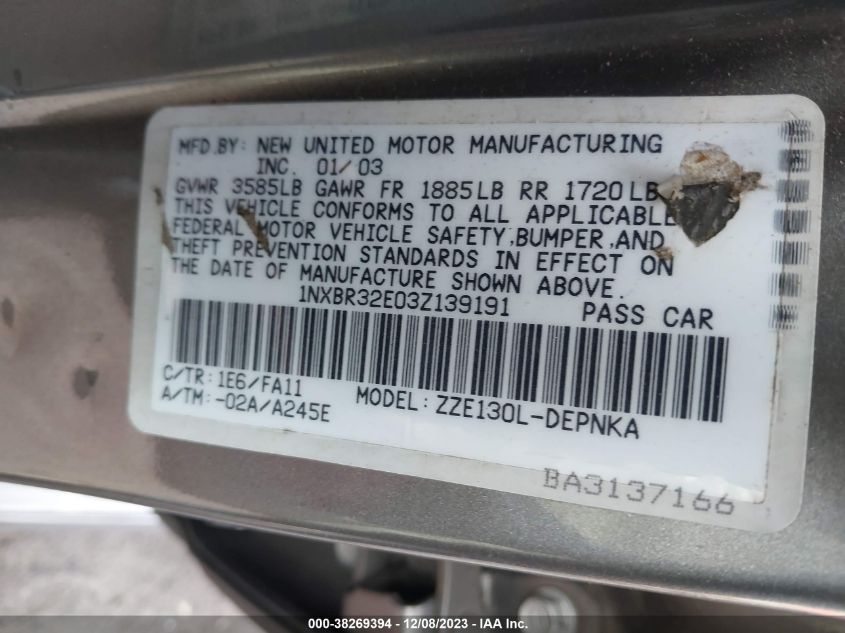 MFD.BY: NEW UNITED MOTOR MANUFACTURING
INC. 01/03
GVWR 3585LB GAWR FR 1885LB RR 1720LB
THIS VEHICLE CONFORMS TO ALL APPLICABLE
FEDERAL MOTOR VEHICLE SAFETY,BUMPER,AND
THEFT PREVENTION STANDARDS IN EFFECT ON
THE DATE OF MANUFACTURE SHOWN ABOVE.
1NXBR32E03Z139191 PASS CAR
C/TR:1E6/FA11
A/TM:-02A/A245E MODEL:ZZE130L-DEPNKA
BA3137166
000-38269394 - 12/08/2023 - IAA Inc.